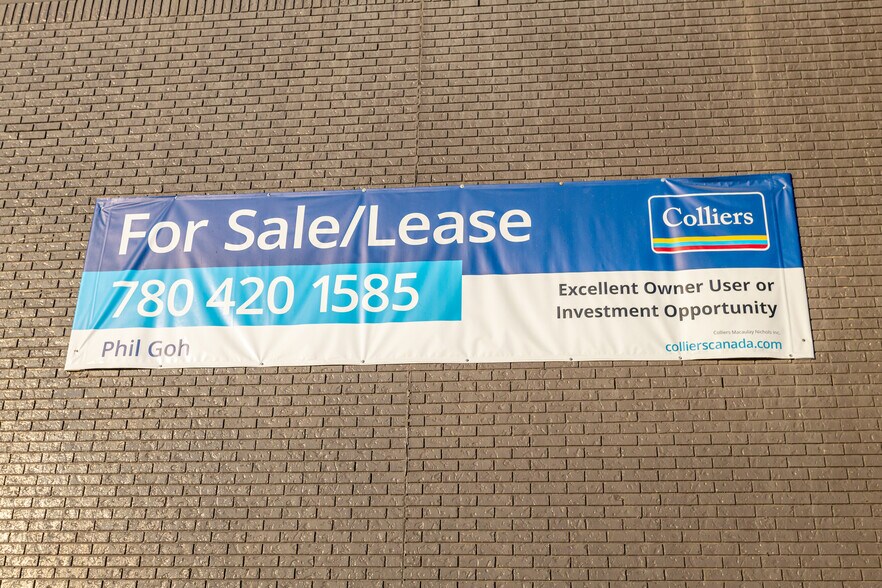 For Sale/Lease
Colliers
780 420 1585
Excellent Owner User or
Investment Opportunity
Phil Goh
Colliers Macaulay Nicolls Inc.
collierscanada.com